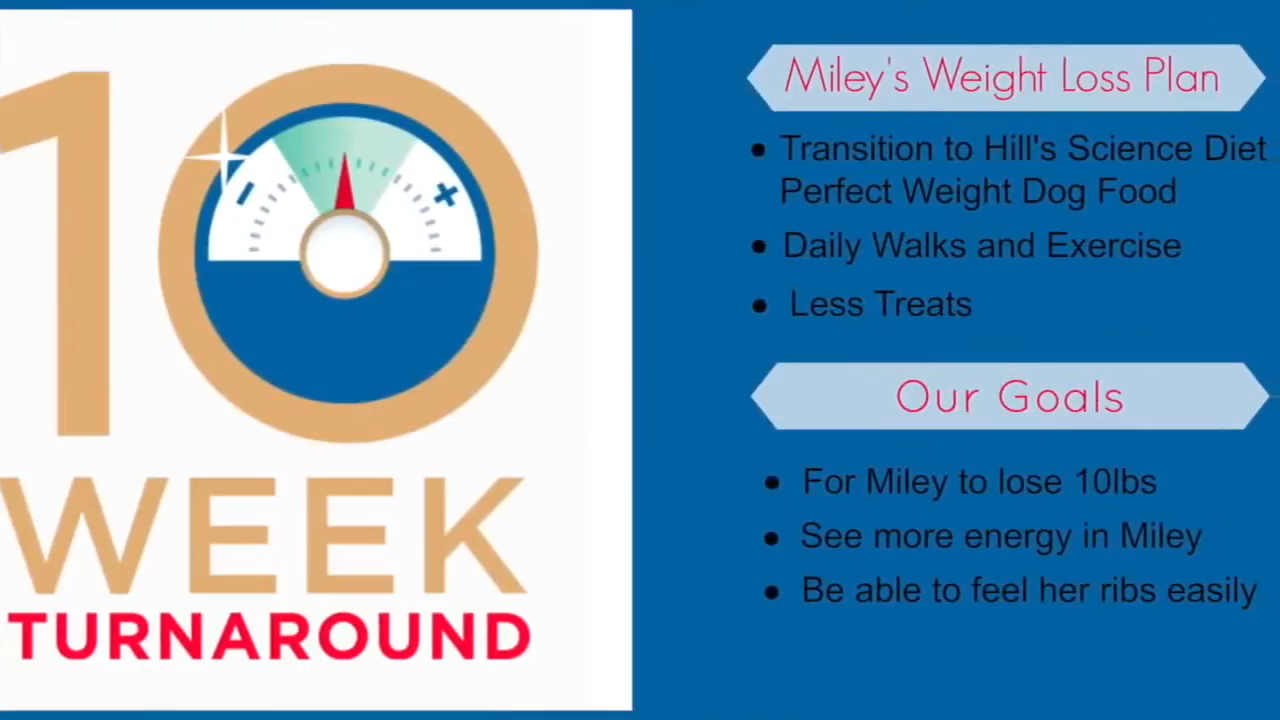 10
WEEK
TURNAROUND
Miley's Weight Loss Plan
• Transition to Hill's Science Diet
Perfect Weight Dog Food
• Daily Walks and Exercise
• Less Treats
Our Goals
• For Miley to lose 10lbs
• See more energy in Miley
• Be able to feel her ribs easily